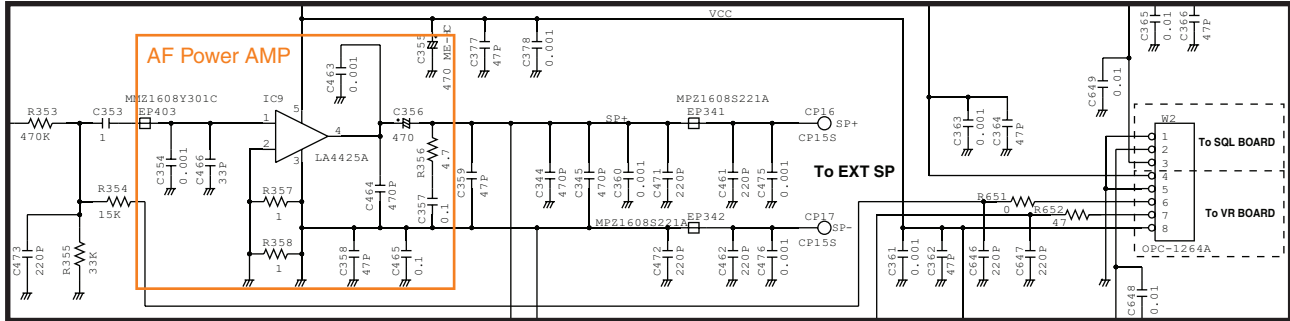 VCC
AF Power AMP
C355
470 ME-HC
C377
47P
C378
0.001
C365
0.01
C366
47P
C463
0.001
C649
0.01
MMZ1608Y301C
R353
470K
C353
1
EP403
IC9
1
2
5
4
3
LA4425A
C356
470
MPZ1608S221A
SP+
EP341
CP16
SP+
CP15S
C363
0.001
C364
47P
W2
1
2
3
4
5
6
7
8
To SQL BOARD
To VR BOARD
OPC-1264A
C354
0.001
C466
33P
R356
4.7
C359
47P
C344
470P
C345
470P
C360
0.001
C471
220P
C461
220P
C475
0.001
To EXT SP
R354
15K
R357
1
C464
470P
C357
0.1
MPZ1608S221A
EP342
CP17
SP-
CP15S
R651
0
R652
47
C473
220P
R355
33K
R358
1
C358
47P
C465
0.1
C472
220P
C462
220P
C476
0.001
C361
0.001
C362
47P
C646
220P
C647
220P
C648
0.01